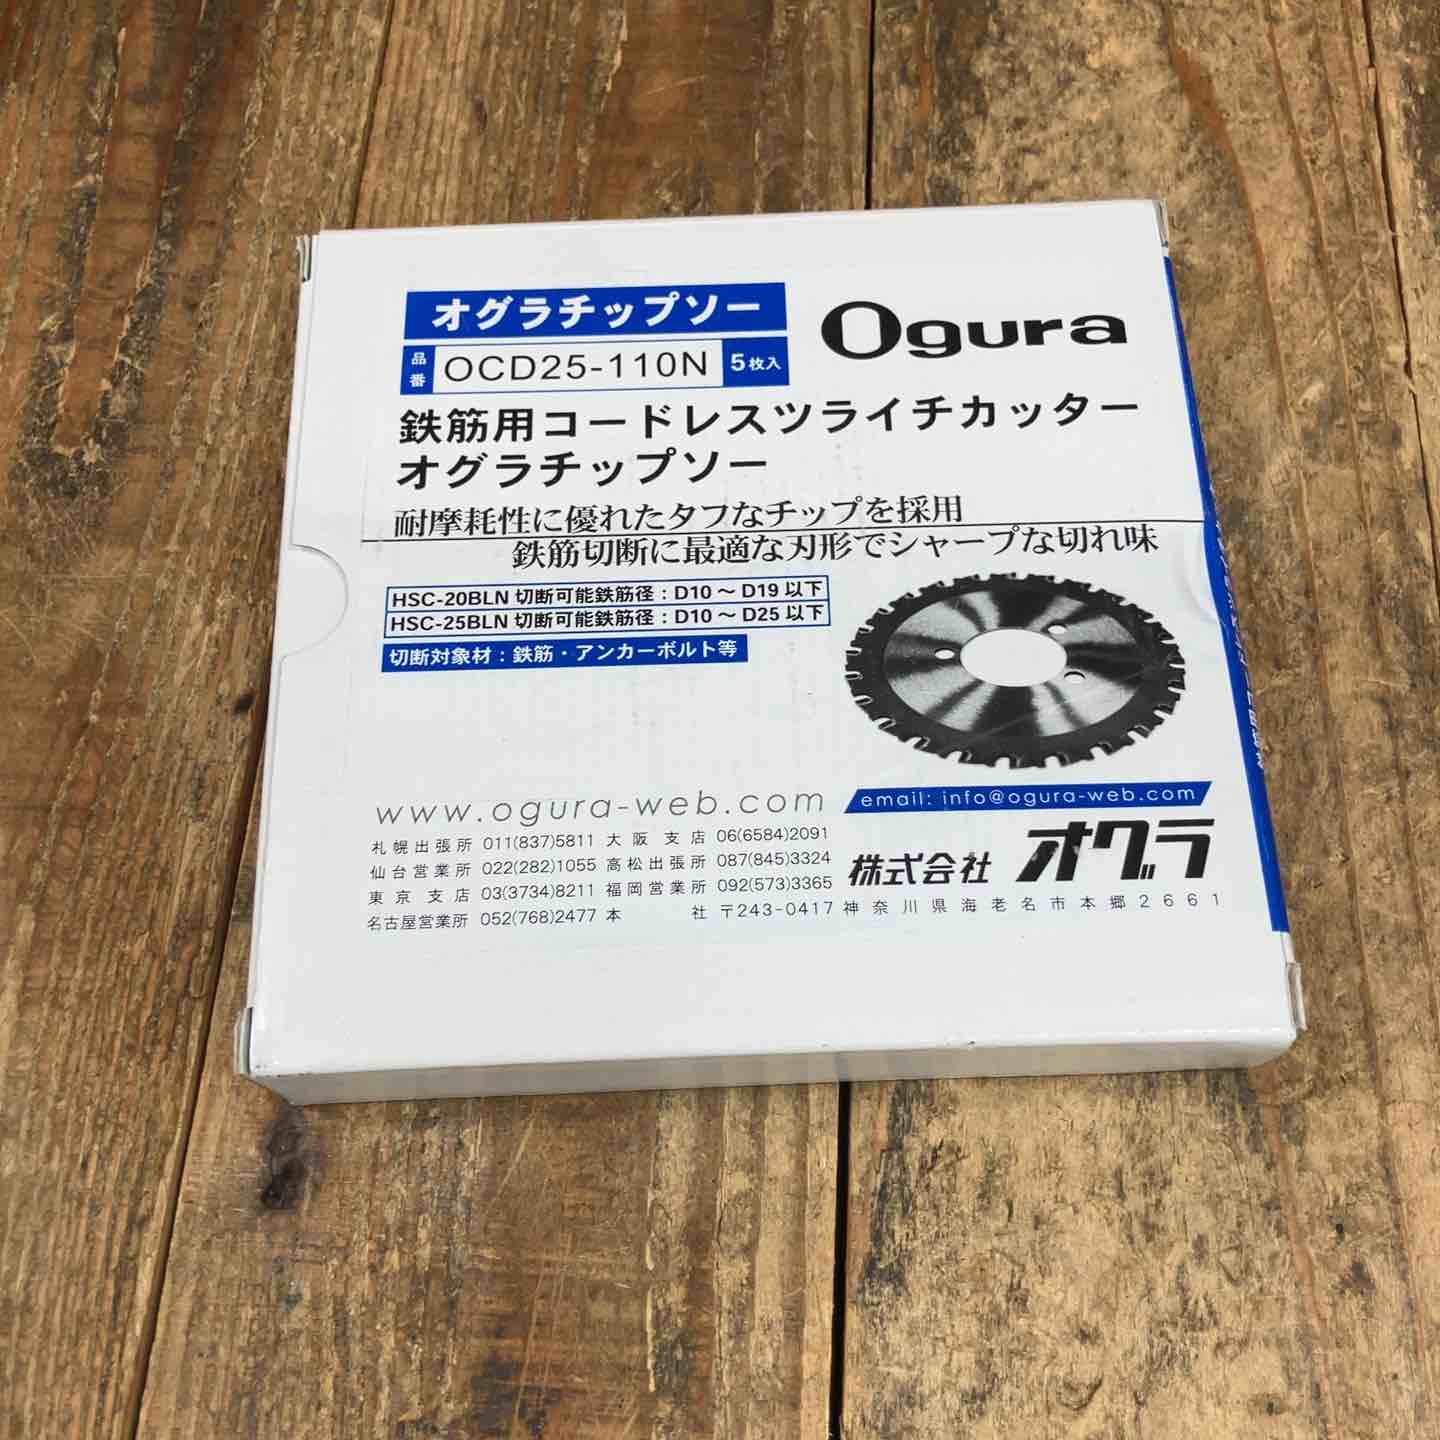 オグラチップソー
Ogura
品番 OCD25-110N 5枚入
鉄筋用コードレスツライチカッター
オグラチップソー
耐摩耗性に優れたタフなチップを採用
鉄筋切断に最適な刃形でシャープな切れ味
HSC-20BLN 切断可能鉄筋径：D10 ～ D19 以下
HSC-25BLN 切断可能鉄筋径：D10 ～ D25 以下
切断対象材：鉄筋・アンカーボルト等
www.ogura-web.com
email: info@ogura-web.com
札幌出張所 011(837)5811 大阪支店 06(6584)2091
仙台営業所 022(282)1055 高松出張所 087(845)3324
東京支店 03(3734)8211 福岡営業所 092(573)3365
株式会社 オグラ
名古屋営業所 052(768)2477 本社 〒243-0417 神奈川県海老名市本郷2661